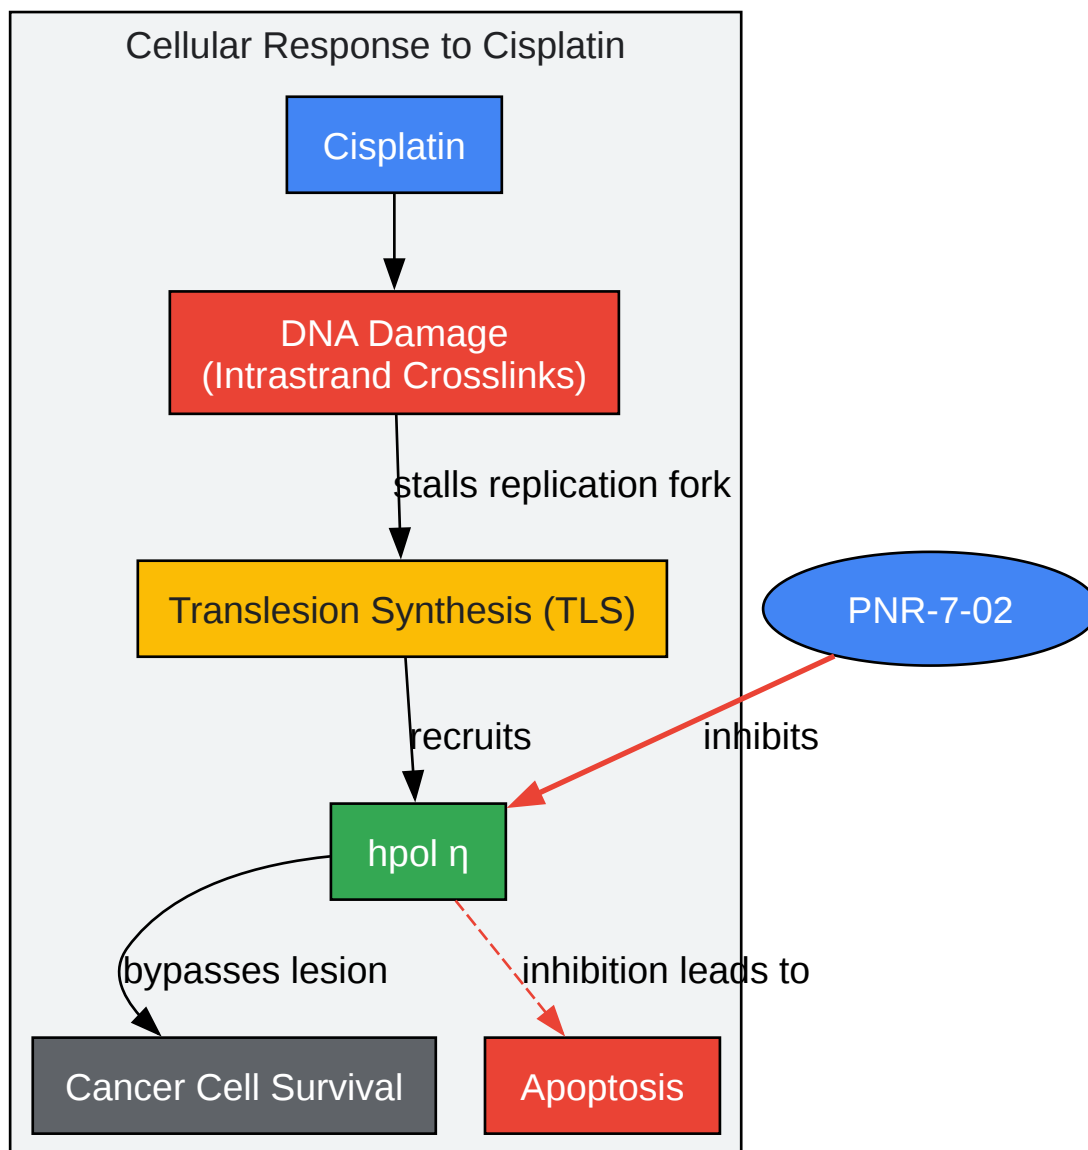 Cellular Response to Cisplatin
Cisplatin
DNA Damage
(Intrastrand Crosslinks)
stalls replication fork
Translesion Synthesis (TLS)
PNR-7-02
recruits
inhibits
hpol η
bypasses lesion
inhibition leads to
Cancer Cell Survival
Apoptosis